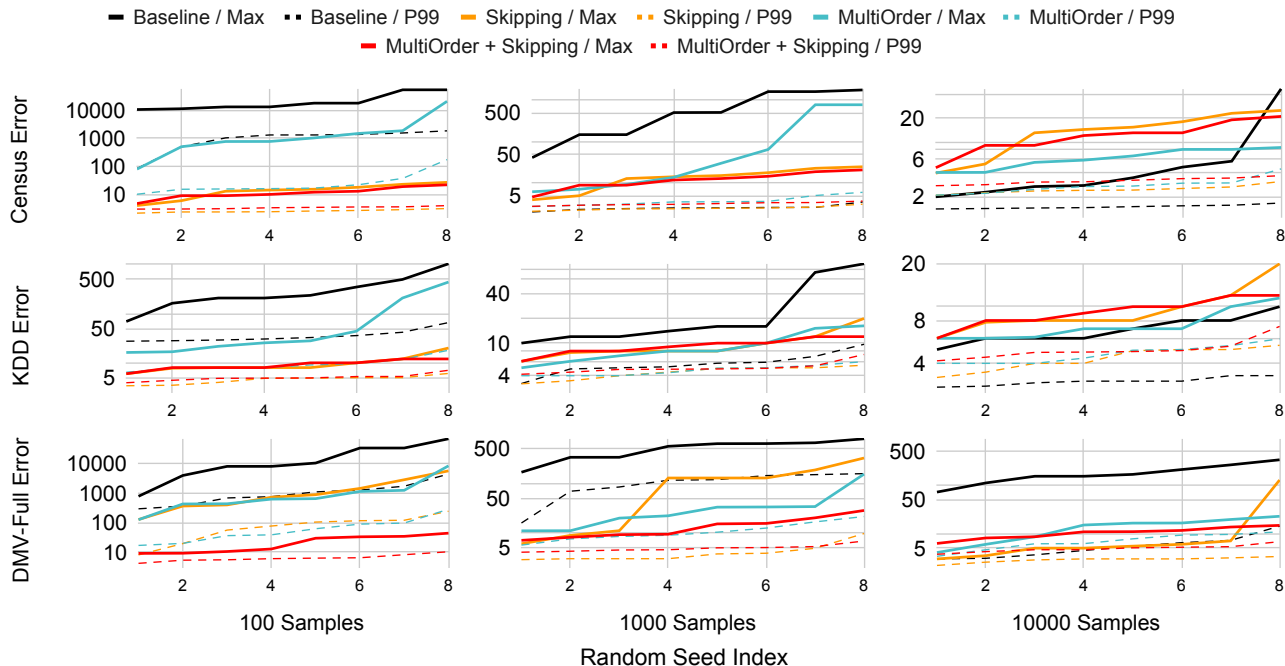 Baseline / Max Baseline / P99 Skipping / Max Skipping / P99 MultiOrder / Max MultiOrder / P99
MultiOrder + Skipping / Max MultiOrder + Skipping / P99
Census Error
10000
1000
100
10
2 4 6 8
500
50
5
2 4 6 8
20
6
2
2 4 6 8
KDD Error
500
50
5
2 4 6 8
40
10
4
2 4 6 8
20
8
4
2 4 6 8
DMV-Full Error
10000
1000
100
10
2 4 6 8
500
50
5
2 4 6 8
500
50
5
2 4 6 8
100 Samples 1000 Samples 10000 Samples
Random Seed Index